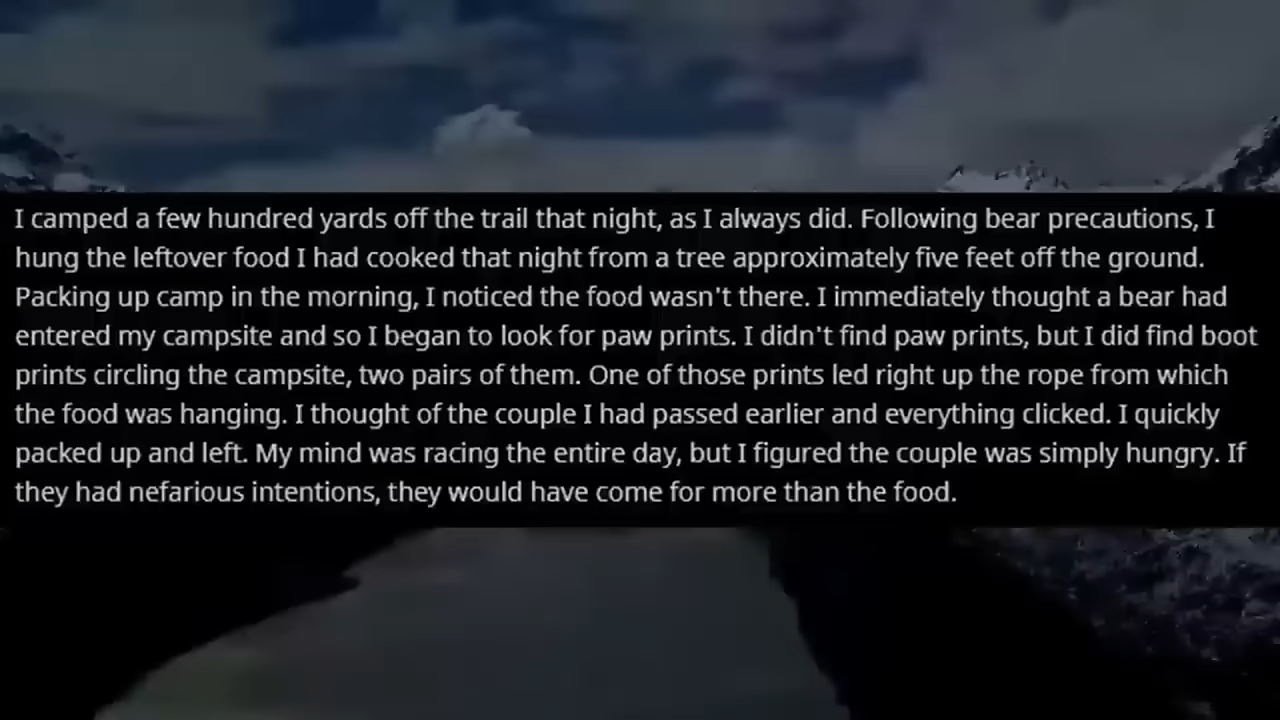 I camped a few hundred yards off the trail that night, as I always did. Following bear precautions, I
hung the leftover food I had cooked that night from a tree approximately five feet off the ground.
Packing up camp in the morning, I noticed the food wasn't there. I immediately thought a bear had
entered my campsite and so I began to look for paw prints. I didn't find paw prints, but I did find boot
prints circling the campsite, two pairs of them. One of those prints led right up the rope from which
the food was hanging. I thought of the couple I had passed earlier and everything clicked. I quickly
packed up and left. My mind was racing the entire day, but I figured the couple was simply hungry. If
they had nefarious intentions, they would have come for more than the food.